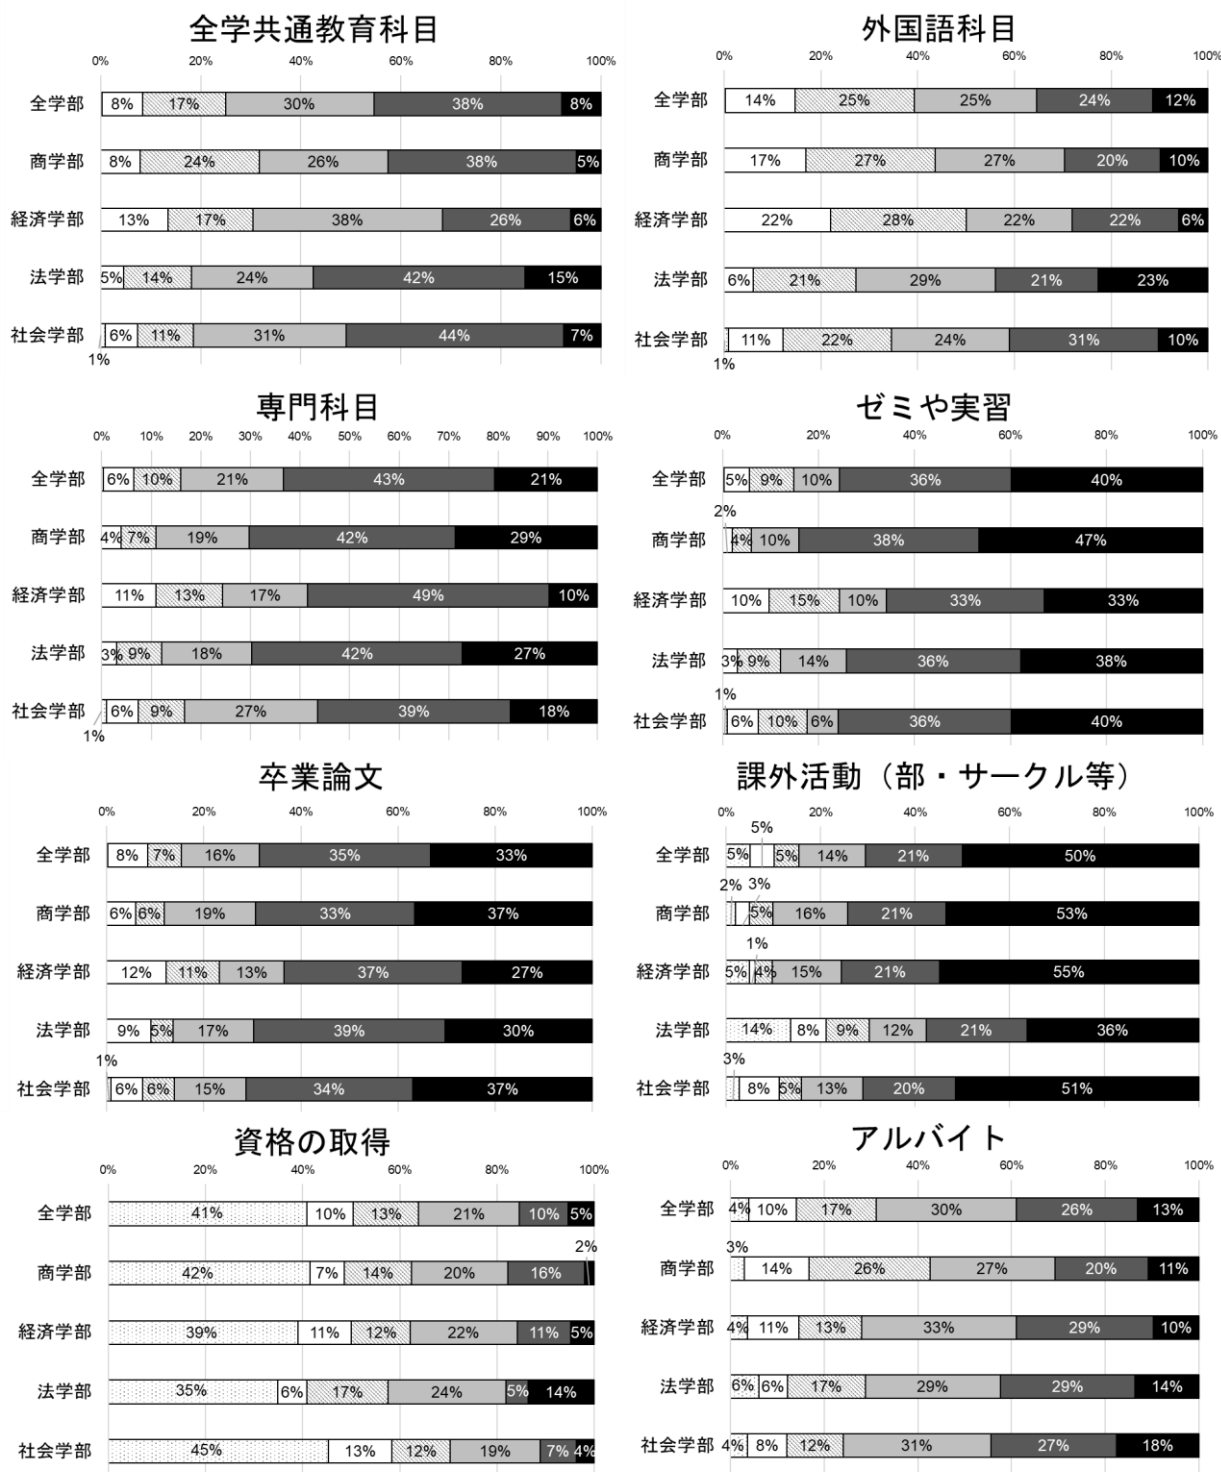 全学共通教育科目
0% 20% 40% 60% 80% 100%
全学部 8% 17% 30% 38% 8%
商学部 8% 24% 26% 38% 5%
経済学部 13% 17% 38% 26% 6%
法学部 5% 14% 24% 42% 15%
社会学部 6% 11% 31% 44% 7%
1%
外国語科目
0% 20% 40% 60% 80% 100%
全学部 14% 25% 25% 24% 12%
商学部 17% 27% 27% 20% 10%
経済学部 22% 28% 22% 22% 6%
法学部 6% 21% 29% 21% 23%
社会学部 11% 22% 24% 31% 10%
1%
専門科目
0% 10% 20% 30% 40% 50% 60% 70% 80% 90% 100%
全学部 6% 10% 21% 43% 21%
商学部 4% 7% 19% 42% 29%
経済学部 11% 13% 17% 49% 10%
法学部 3% 9% 18% 42% 27%
社会学部 6% 9% 27% 39% 18%
1%
ゼミや実習
0% 20% 40% 60% 80% 100%
全学部 5% 9% 10% 36% 40%
2%
商学部 4% 10% 38% 47%
経済学部 10% 15% 10% 33% 33%
法学部 3% 9% 14% 36% 38%
1%
社会学部 6% 10% 6% 36% 40%
卒業論文
0% 20% 40% 60% 80% 100%
全学部 8% 7% 16% 35% 33%
商学部 6% 6% 19% 33% 37%
経済学部 12% 11% 13% 37% 27%
法学部 9% 5% 17% 39% 30%
1%
社会学部 6% 6% 15% 34% 37%
課外活動（部・サークル等）
0% 20% 40% 60% 80% 100%
5%
全学部 5% 5% 14% 21% 50%
2% 3%
商学部 5% 16% 21% 53%
1%
経済学部 5% 4% 15% 21% 55%
法学部 14% 8% 9% 12% 21% 36%
3%
社会学部 8% 5% 13% 20% 51%
資格の取得
0% 20% 40% 60% 80% 100%
全学部 41% 10% 13% 21% 10% 5%
2%
商学部 42% 7% 14% 20% 16%
経済学部 39% 11% 12% 22% 11% 5%
法学部 35% 6% 17% 24% 5% 14%
社会学部 45% 13% 12% 19% 7% 4%
アルバイト
0% 20% 40% 60% 80% 100%
全学部 4% 10% 17% 30% 26% 13%
3%
商学部 14% 26% 27% 20% 11%
経済学部 4% 11% 13% 33% 29% 10%
法学部 6% 6% 17% 29% 29% 14%
社会学部 4% 8% 12% 31% 27% 18%